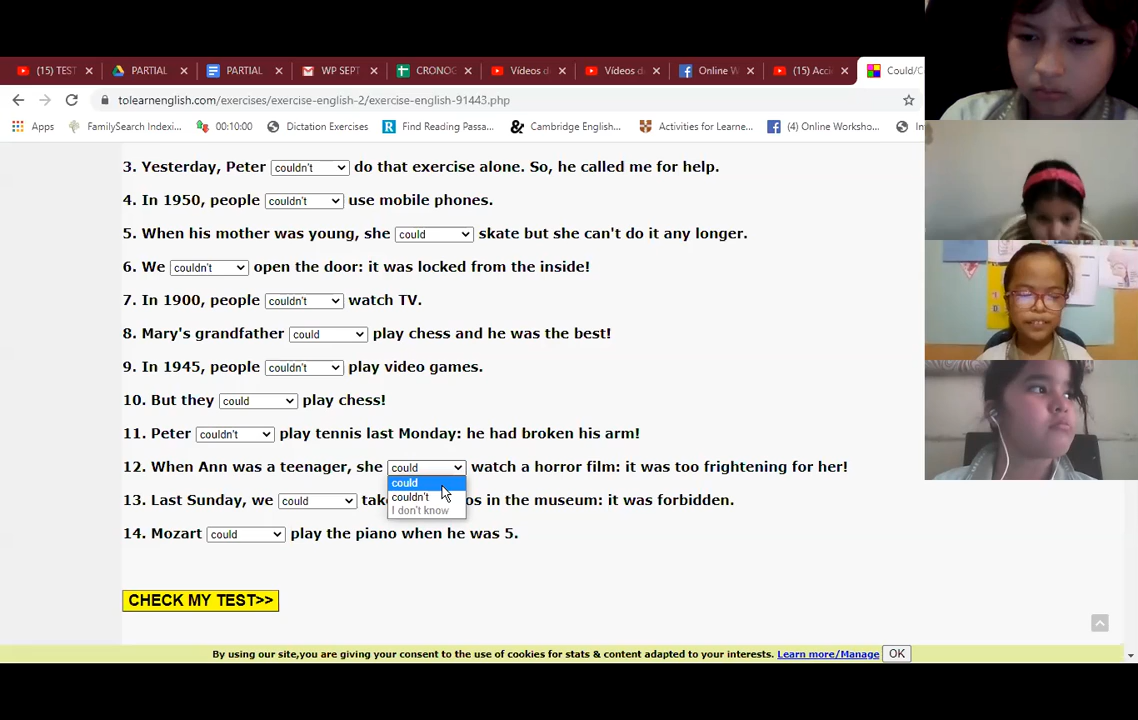 (15) TEST PARTIAL PARTIAL WP SEPT CRONOG Vídeos d Vídeos d Online W (15) Acci Could/C
tolearnenglish.com/exercises/exercise-english-2/exercise-english-91443.php
Apps FamilySearch Indexi... 00:10:00 Dictation Exercises Find Reading Passa... Cambridge English,... Activities for Learne... (4) Online Worksho...
3. Yesterday, Peter couldn't do that exercise alone. So, he called me for help.
4. In 1950, people couldn't use mobile phones.
5. When his mother was young, she could skate but she can't do it any longer.
6. We couldn't open the door: it was locked from the inside!
7. In 1900, people couldn't watch TV.
8. Mary's grandfather could play chess and he was the best!
9. In 1945, people couldn't play video games.
10. But they could play chess!
11. Peter couldn't play tennis last Monday: he had broken his arm!
12. When Ann was a teenager, she could watch a horror film: it was too frightening for her!
could
couldn't
I don't know
13. Last Sunday, we could take os in the museum: it was forbidden.
14. Mozart could play the piano when he was 5.
CHECK MY TEST>>
By using our site,you are giving your consent to the use of cookies for stats & content adapted to your interests. Learn more/Manage OK